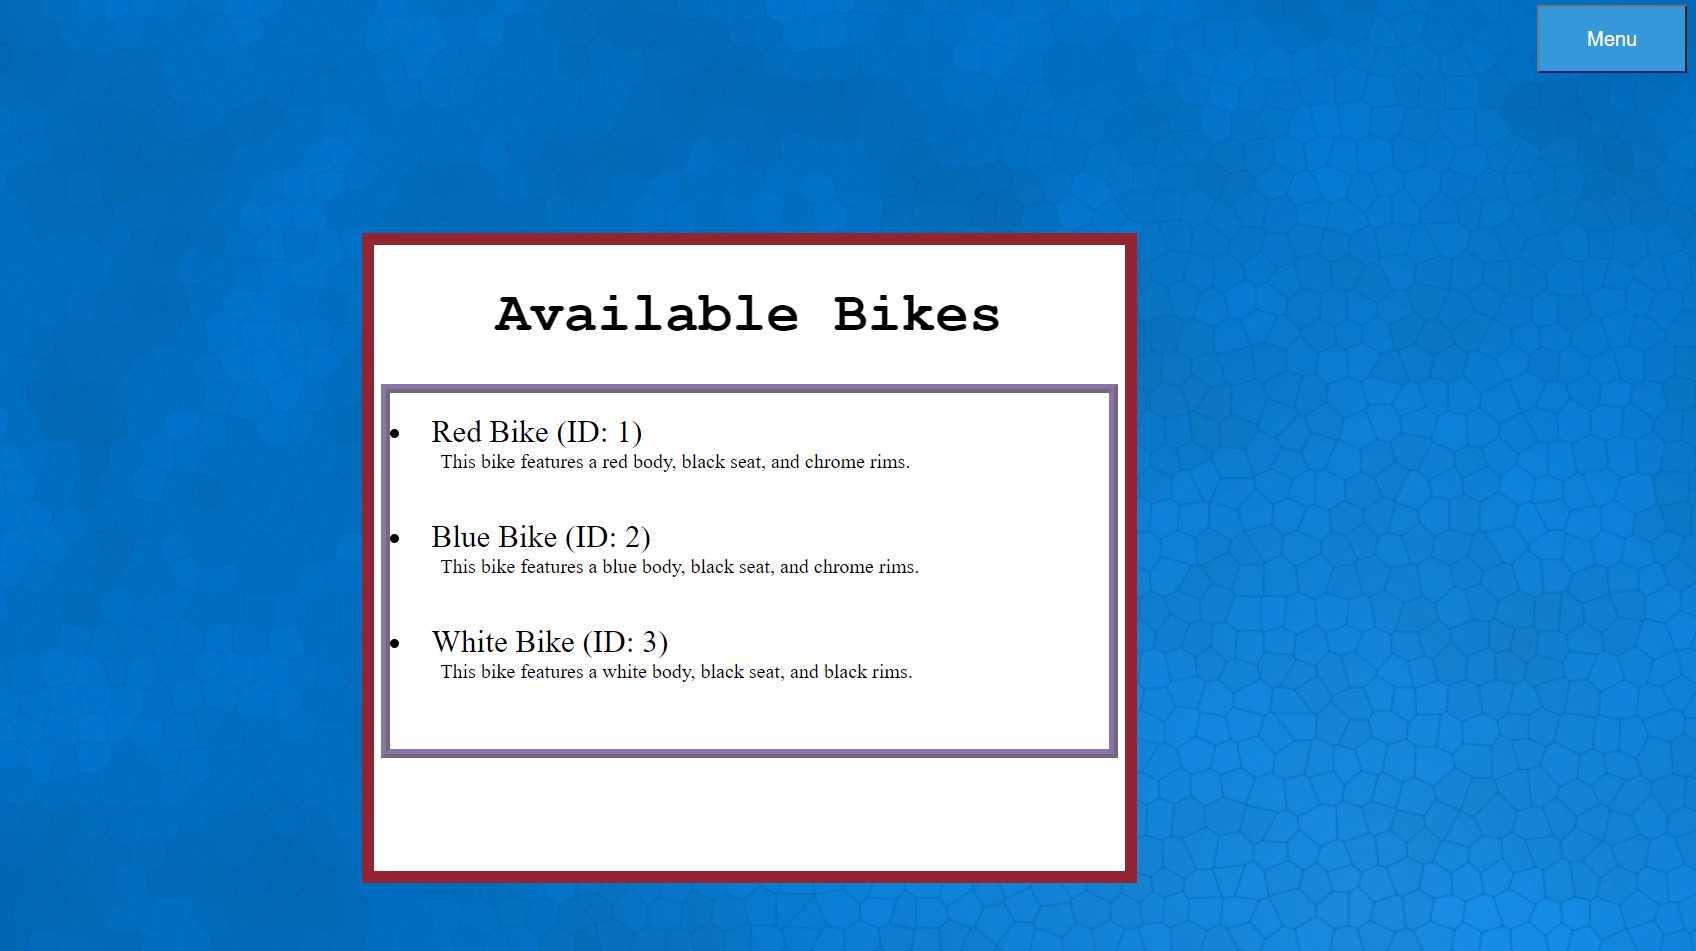 Menu
Available Bikes
Red Bike (ID: 1)
This bike features a red body, black seat, and chrome rims.
Blue Bike (ID: 2)
This bike features a blue body, black seat, and chrome rims.
White Bike (ID: 3)
This bike features a white body, black seat, and black rims.